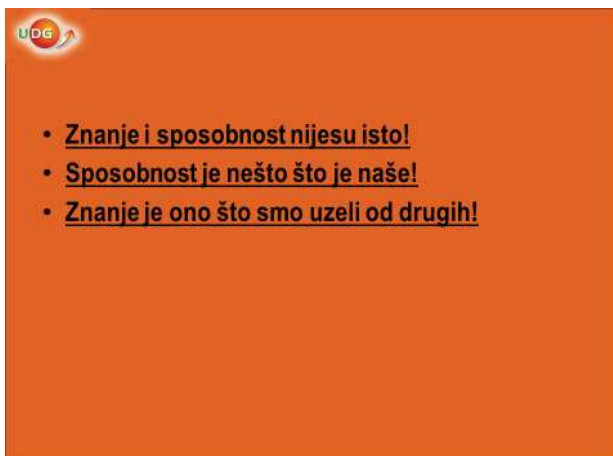 UDG
• Znanje i sposobnost nijesu isto!
• Sposobnost je nešto što je naše!
• Znanje je ono što smo uzeli od drugih!